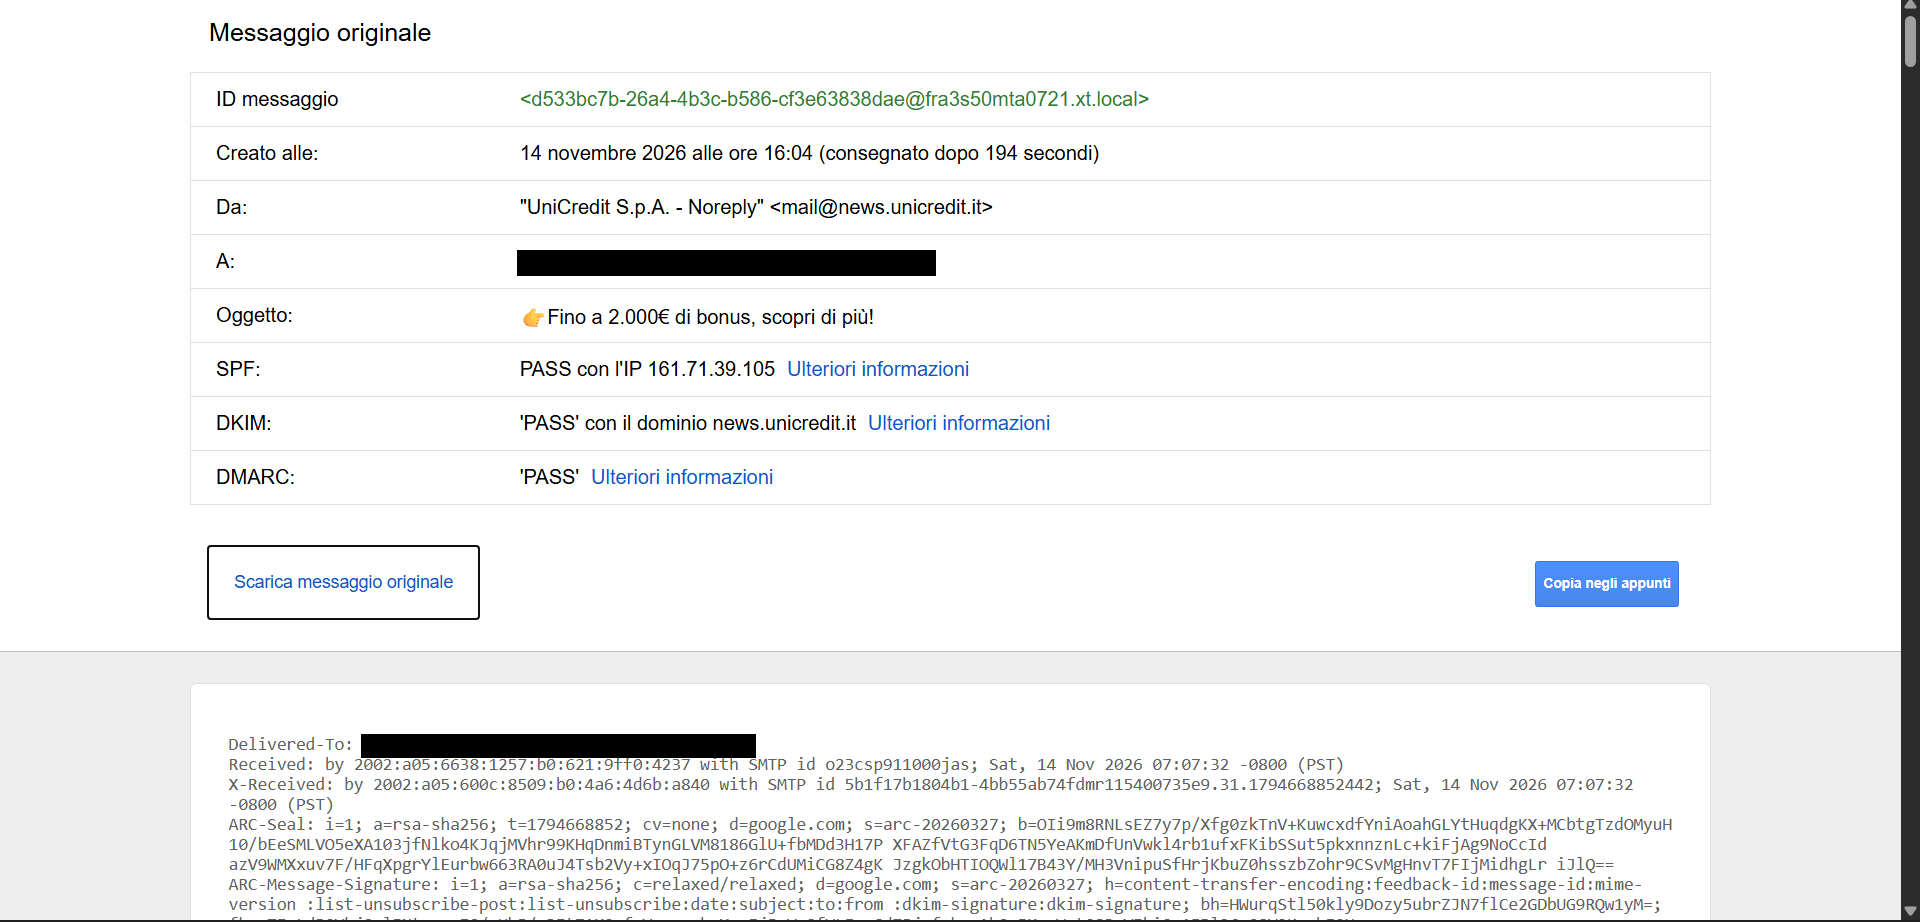 Messaggio originale
ID messaggio <d533bc7b-26a4-4b3c-b586-cf3e63838dae@fra3s50mta0721.xt.local>
Creato alle: 14 novembre 2026 alle ore 16:04 (consegnato dopo 194 secondi)
Da: "UniCredit S.p.A. - Noreply" <mail@news.unicredit.it>
A:
Oggetto: 👉Fino a 2.000€ di bonus, scopri di più!
SPF: PASS con l'IP 161.71.39.105 Ulteriori informazioni
DKIM: 'PASS' con il dominio news.unicredit.it Ulteriori informazioni
DMARC: 'PASS' Ulteriori informazioni
Scarica messaggio originale
Copia negli appunti
Delivered-To:
Received: by 2002:a05:6638:1257:b0:621:9ff0:4237 with SMTP id o23csp911000jas; Sat, 14 Nov 2026 07:07:32 -0800 (PST)
X-Received: by 2002:a05:600c:8509:b0:4a6:4d6b:a840 with SMTP id 5b1f17b1804b1-4bb55ab74fdmr115400735e9.31.1794668852442; Sat, 14 Nov 2026 07:07:32
-0800 (PST)
ARC-Seal: i=1; a=rsa-sha256; t=1794668852; cv=none; d=google.com; s=arc-20260327; b=OIi9m8RNLsEZ7y7p/Xfg0zkTnV+KuwcxdfYniAoahGLYtHuqdgKX+MCbtgTzdOMyuH
10/bEeSMLVO5eXA103jfNlko4KJqjMVhr99KHqDnmiBTynGLVM8186GlU+fbMDd3H17P XFAZfVtG3FqD6TN5YeAKmDfUnVwkl4rb1ufxFKibSSut5pkxnnznLc+kiFjAg9NoCcId
azV9WMXxuv7F/HFqXpgrYlEurbw663RA0uJ4Tsb2Vy+xIOqJ75pO+z6rCdUMiCG8Z4gK JzgkObHTIOQWl17B43Y/MH3VnipuSfHrjKbuZ0hsszbZohr9CSvMgHnvT7FIjMidhgLr iJlQ==
ARC-Message-Signature: i=1; a=rsa-sha256; c=relaxed/relaxed; d=google.com; s=arc-20260327; h=content-transfer-encoding:feedback-id:message-id:mime-
version :list-unsubscribe-post:list-unsubscribe:date:subject:to:from :dkim-signature:dkim-signature; bh=HWurqStl50kly9Dozy5ubrZJN7flCe2GDbUG9RQw1yM=;